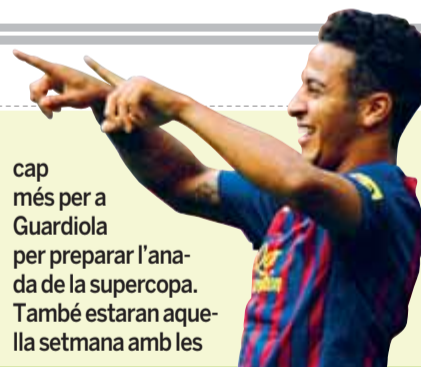 cap
més per a
Guardiola
per preparar l'ana-
da de la supercopa.
També estaran aque-
lla setmana amb les